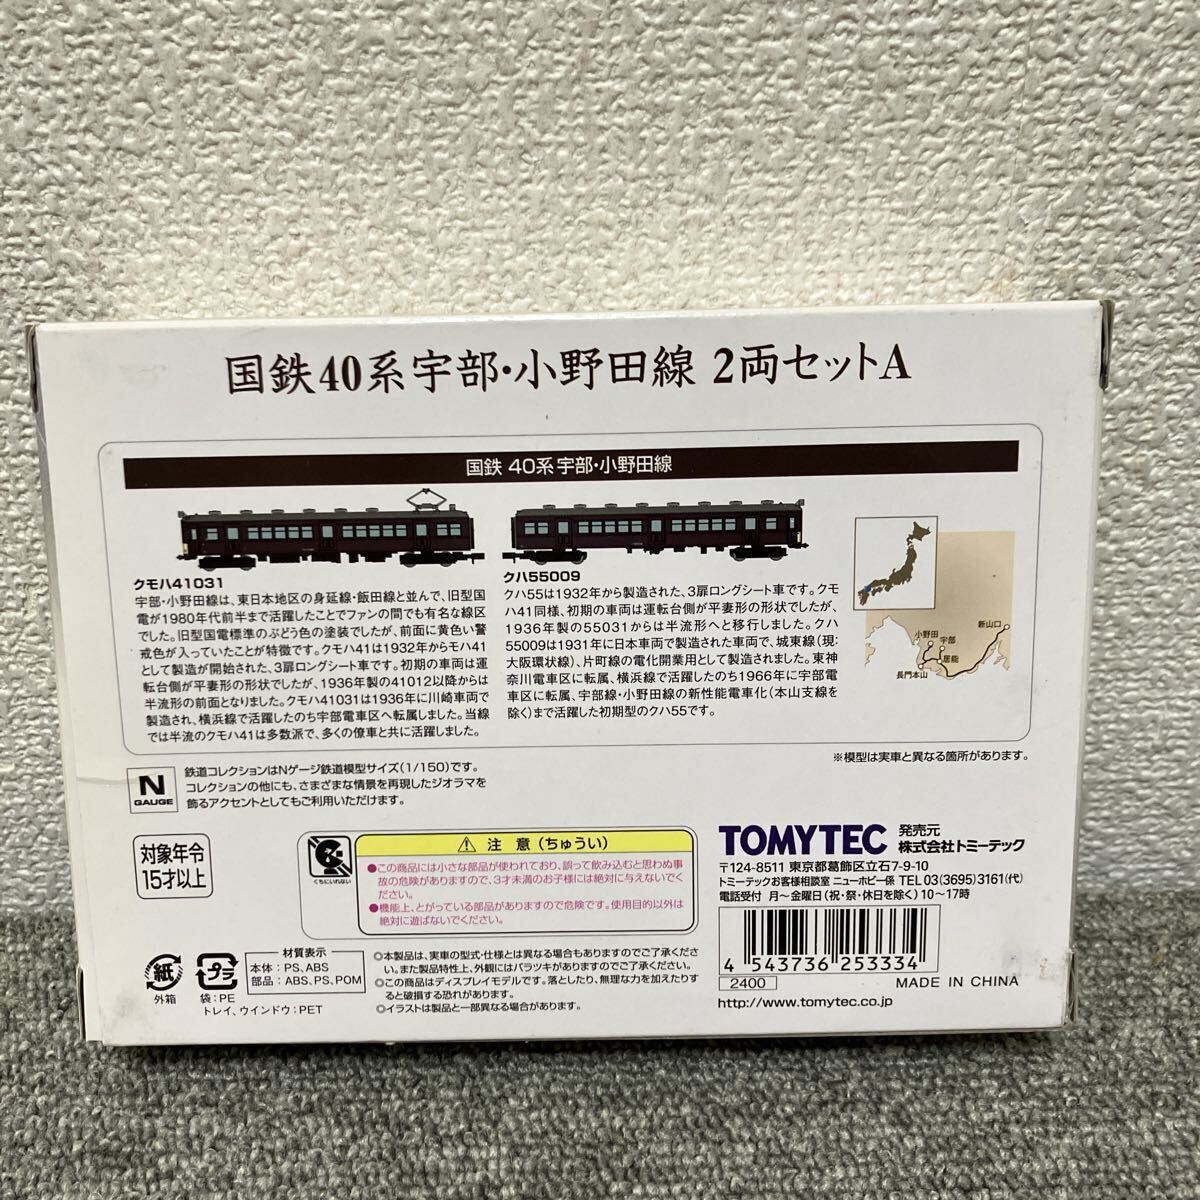 国鉄40系宇部・小野田線 2両セットA
国鉄 40系 宇部・小野田線
クモハ41031
宇部・小野田線は、東日本地区の身延線・飯田線と並んで、旧型国
電が1980年代前半まで活躍したことでファンの間でも有名な線区
でした。旧型国電標準のぶどう色の塗装でしたが、前面に黄色い警
戒色が入っていたことが特徴です。クモハ41は1932年からモハ41
として製造が開始された、3扉ロングシート車です。初期の車両は運
転台側が平妻形の形状でしたが、1936年製の41012以降からは
半流形の前面となりました。クモハ41031は1936年に川崎車両で
製造され、横浜線で活躍したのち宇部電車区へ転属しました。当線
では半流のクモハ41は多数派で、多くの僚車と共に活躍しました。
クハ55009
クハ55は1932年から製造された、3扉ロングシート車です。クモ
ハ41同様、初期の車両は運転台側が平妻形の形状でしたが、
1936年製の55031からは半流形へと移行しました。クハ
55009は1931年に日本車両で製造された車両で、城東線(現:
大阪環状線)、片町線の電化開業用として製造されました。東神
奈川電車区に転属、横浜線で活躍したのち1966年に宇部電
車区に転属、宇部線・小野田線の新性能電車化(本山支線を
除く)まで活躍した初期型のクハ55です。
小野田
宇部
新山口
居能
長門本山
※模型は実車と異なる箇所があります。
N
GAUGE
鉄道コレクションはNゲージ鉄道模型サイズ(1/150)です。
コレクションの他にも、さまざまな情景を再現したジオラマを
飾るアクセントとしてもご利用いただけます。
対象年令
15才以上
くちにいれない
注 意 (ちゅうい)
●この商品には小さな部品が使われており、誤って飲み込むと思わぬ事
故の危険がありますので、3才未満のお子様には絶対に与えないでく
ださい。
●機能上、とがっている部品がありますので危険です。使用目的以外は
絶対に遊ばないでください。
TOMYTEC 発売元
株式会社トミーテック
〒124-8511 東京都葛飾区立石7-9-10
トミーテックお客様相談室 ニューホビー係 TEL 03(3695)3161(代)
電話受付 月〜金曜日(祝・祭・休日を除く)10〜17時
紙
外箱
プラ
袋:PE
トレイ、ウインドウ:PET
材質表示
本体:PS、ABS
部品:ABS、PS、POM
◎本製品は、実車の型式・仕様とは異なる場合もありますのでご了承くださ
い。また製品特性上、外観にはバラツキがありますのでご了承ください。
◎この商品はディスプレイモデルです。落としたり、無理な力を加えたりす
ると破損する恐れがあります。
◎イラストは製品と一部異なる場合があります。
4 543736 253334
2400
MADE IN CHINA
http://www.tomytec.co.jp